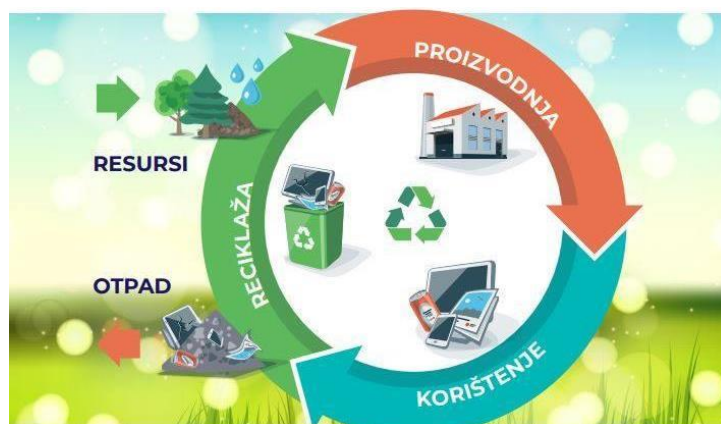 PROIZVODNJA
RESURSI
RECIKLAŽA
OTPAD
KORIŠTENJE